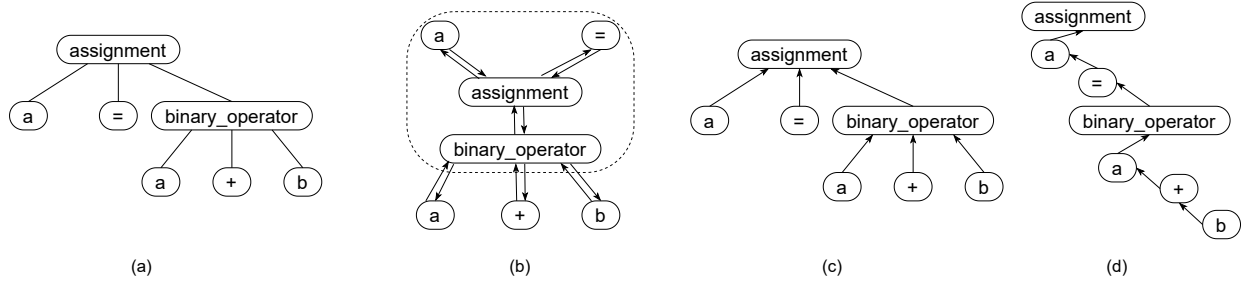 assignment
a
=
binary_operator
a
+
b
(a)
a
=
assignment
binary_operator
a
+
b
(b)
assignment
a
=
binary_operator
a
+
b
(c)
assignment
a
=
binary_operator
a
+
b
(d)